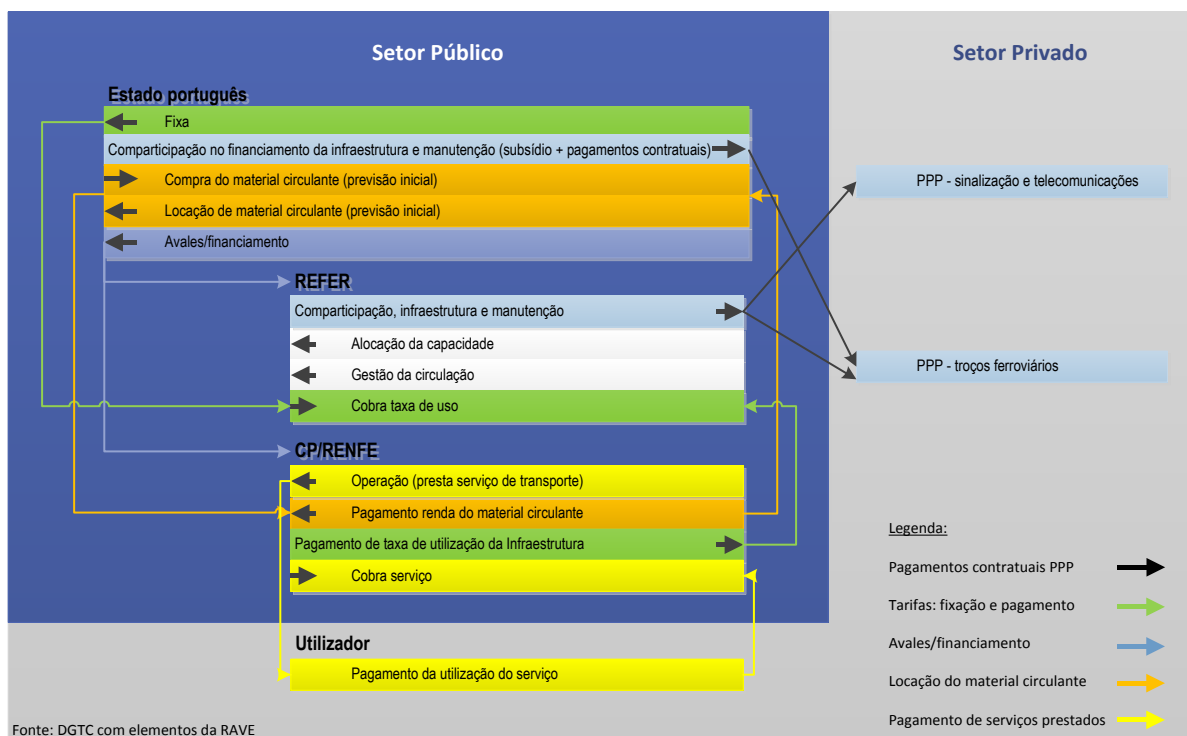 Setor Público
Setor Privado
Estado português
Fixa
Comparticipação no financiamento da infraestrutura e manutenção (subsídio + pagamentos contratuais)
Compra do material circulante (previsão inicial)
PPP - sinalização e telecomunicações
Locação de material circulante (previsão inicial)
Avales/financiamento
REFER
Comparticipação, infraestrutura e manutenção
Alocação da capacidade
PPP - troços ferroviários
Gestão da circulação
Cobra taxa de uso
CP/RENFE
Operação (presta serviço de transporte)
Pagamento renda do material circulante
Pagamento de taxa de utilização da Infraestrutura
Cobra serviço
Utilizador
Pagamento da utilização do serviço
Legenda:
Pagamentos contratuais PPP
Tarifas: fixação e pagamento
Avales/financiamento
Locação do material circulante
Pagamento de serviços prestados
Fonte: DGTC com elementos da RAVE